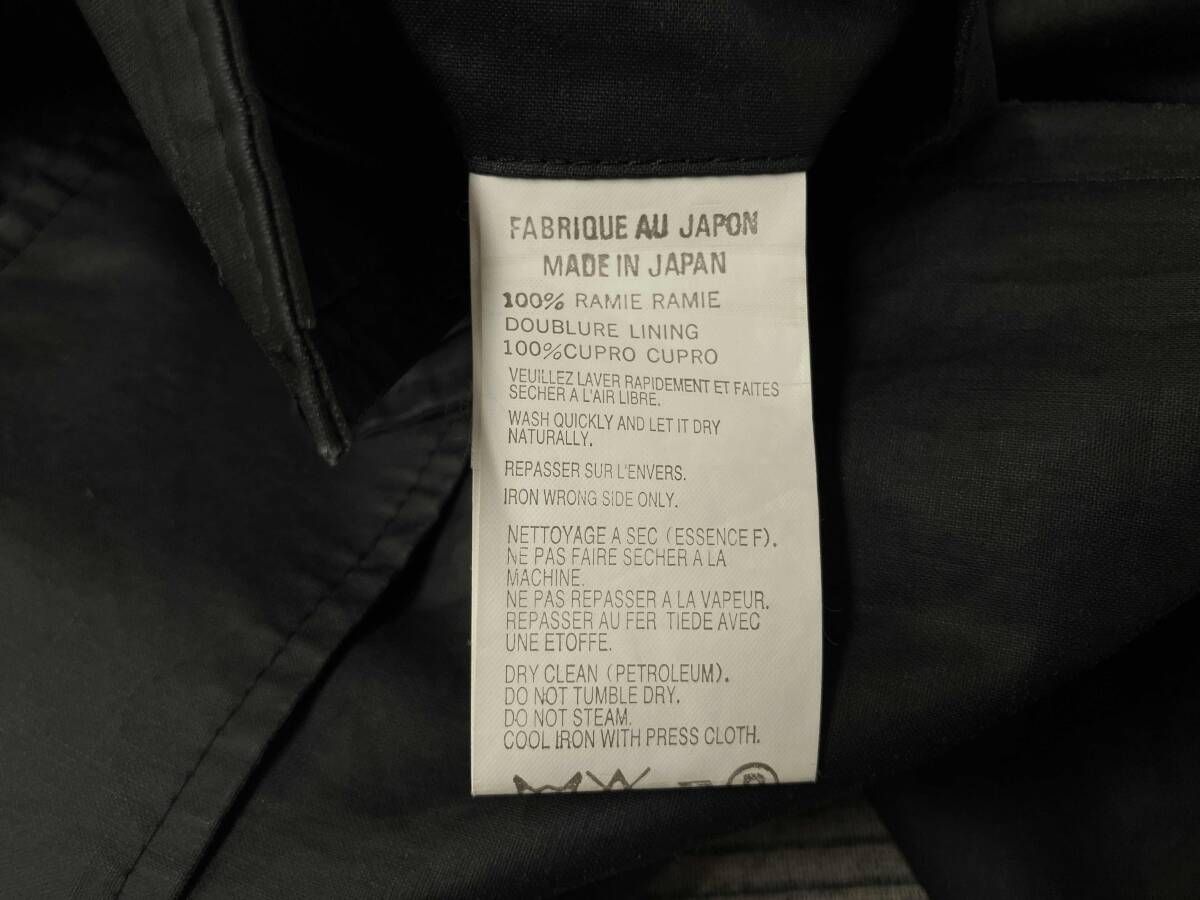 FABRIQUE AU JAPON
MADE IN JAPAN
100% RAMIE RAMIE
DOUBLURE LINING
100%CUPRO CUPRO
VEUILLEZ LAVER RAPIDEMENT ET FAITES
SECHER A L'AIR LIBRE.
WASH QUICKLY AND LET IT DRY
NATURALLY.
REPASSER SUR L'ENVERS.
IRON WRONG SIDE ONLY.
NETTOYAGE A SEC (ESSENCE F).
NE PAS FAIRE SECHER A LA
MACHINE.
NE PAS REPASSER A LA VAPEUR.
REPASSER AU FER TIEDE AVEC
UNE ETOFFE.
DRY CLEAN (PETROLEUM).
DO NOT TUMBLE DRY.
DO NOT STEAM.
COOL IRON WITH PRESS CLOTH.